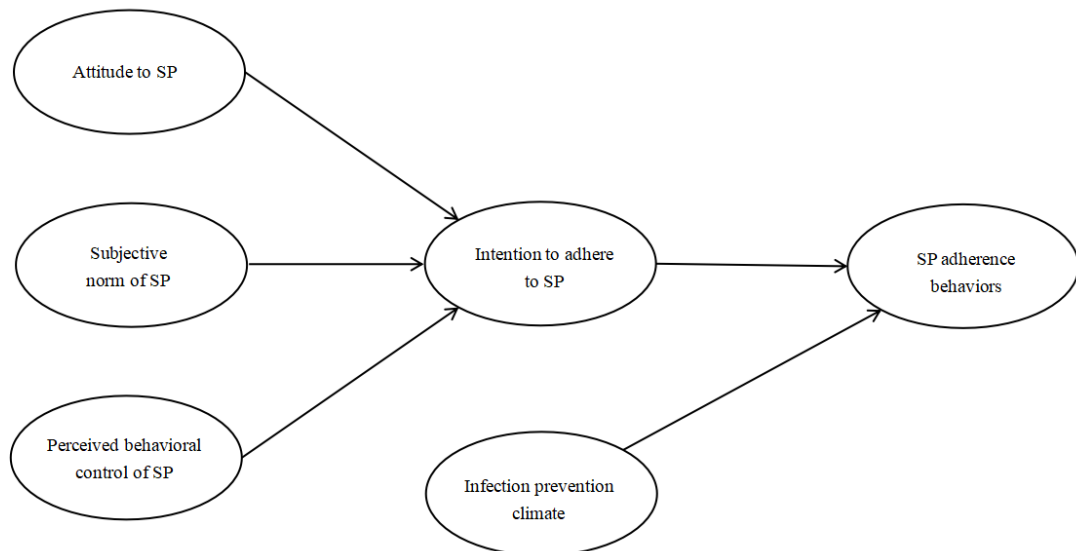 Attitude to SP
Subjective
norm of SP
Intention to adhere
to SP
SP adherence
behaviors
Perceived behavioral
control of SP
Infection prevention
climate